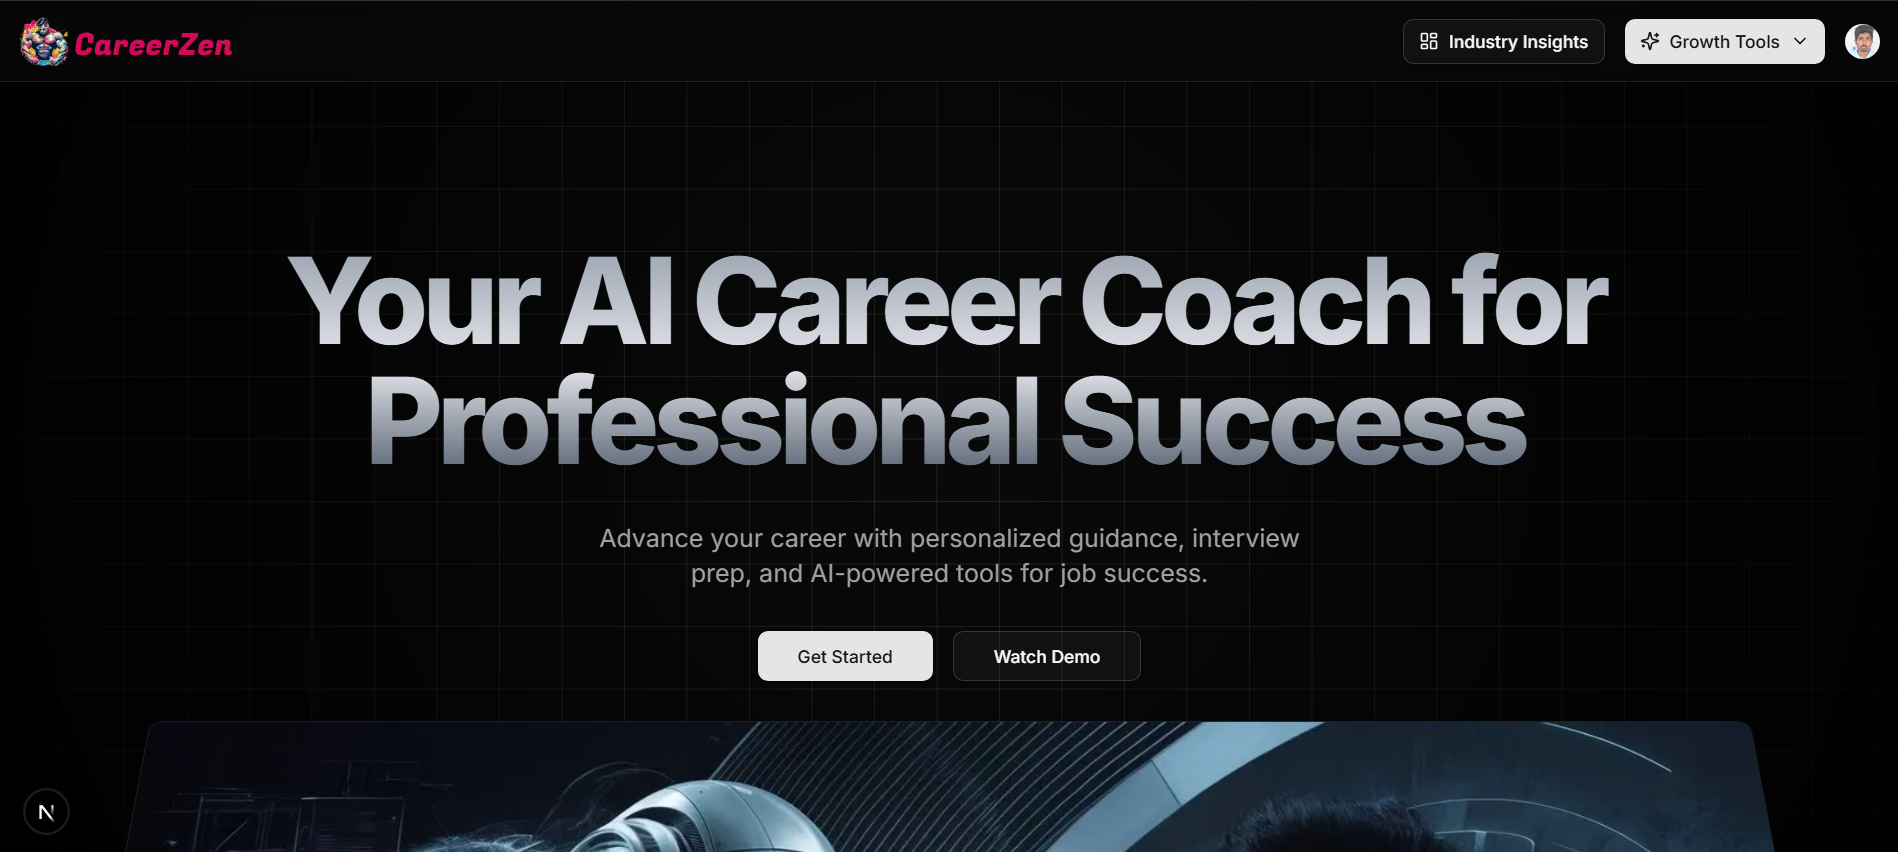 CareerZen
Industry Insights
Growth Tools
Your AI Career Coach for
Professional Success
Advance your career with personalized guidance, interview
prep, and AI-powered tools for job success.
Get Started
Watch Demo
N